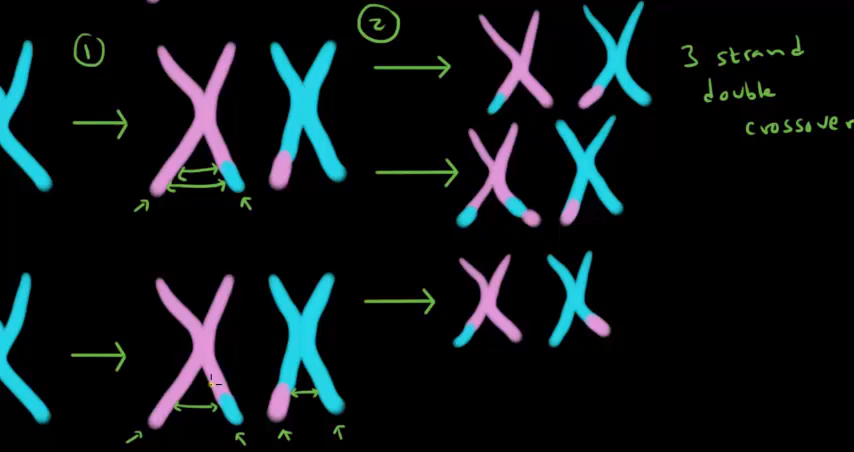 ①
②
3 strand
double
crossover